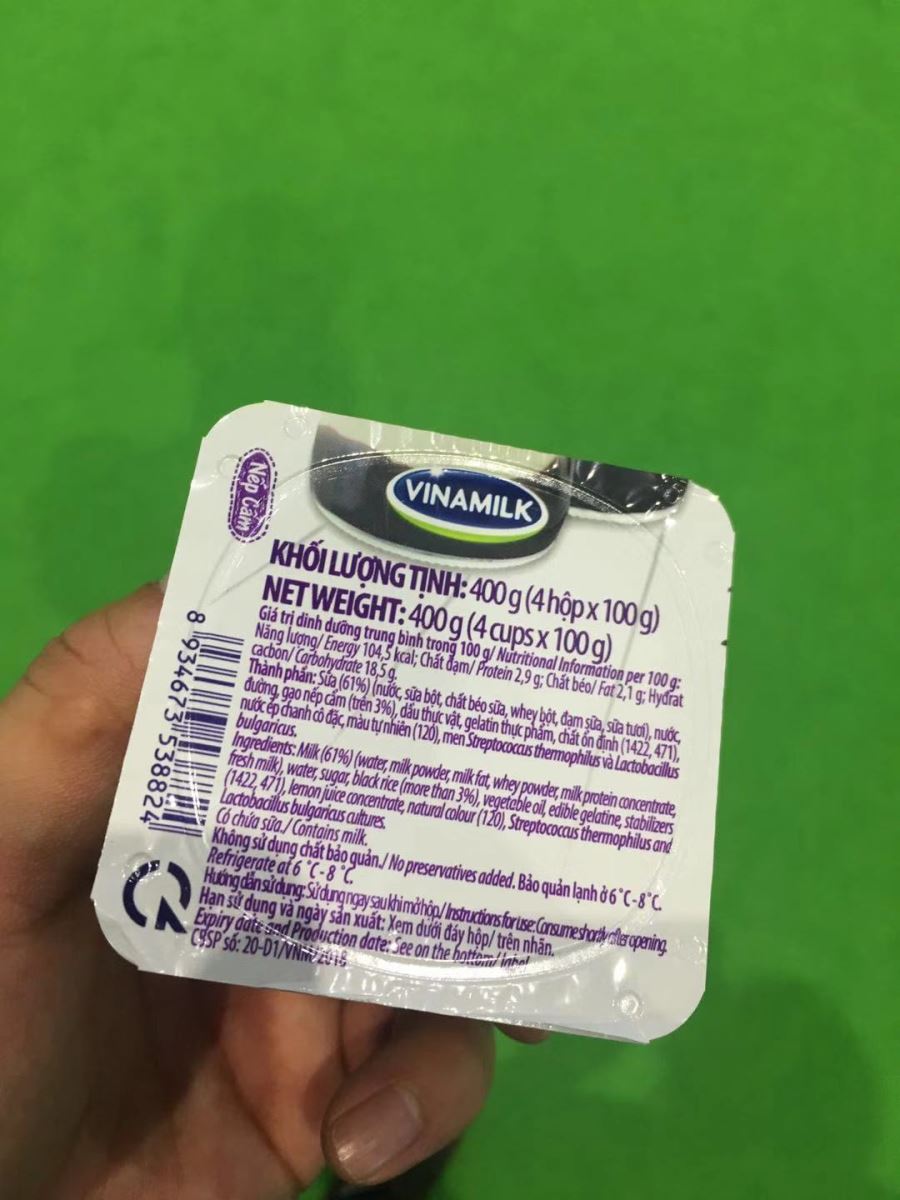 Nếp Cẩm
VINAMILK
KHỐI LƯỢNG TỊNH: 400 g (4 hộp x 100 g)
NET WEIGHT: 400 g (4 cups x 100 g)
Giá trị dinh dưỡng trung bình trong 100 g/ Nutritional Information per 100 g:
Năng lượng/ Energy 104,5 kcal; Chất đạm/ Protein 2,9 g; Chất béo/ Fat 2,1 g; Hydrat
cacbon/ Carbohydrate 18,5 g.
Thành phần: Sữa (61%) (nước, sữa bột, chất béo sữa, whey bột, đạm sữa, sữa tươi), nước,
đường, gạo nếp cẩm (trên 3%), dầu thực vật, gelatin thực phẩm, chất ổn định (1422, 471),
nước ép chanh cô đặc, màu tự nhiên (120), men Streptococcus thermophilus và Lactobacillus
bulgaricus.
Ingredients: Milk (61%) (water, milk powder, milk fat, whey powder, milk protein concentrate,
fresh milk), water, sugar, black rice (more than 3%), vegetable oil, edible gelatine, stabilizers
(1422, 471), lemon juice concentrate, natural colour (120), Streptococcus thermophilus and
Lactobacillus bulgaricus cultures.
Có chứa sữa./ Contains milk.
Không sử dụng chất bảo quản./ No preservatives added. Bảo quản lạnh ở 6°C - 8°C.
Refrigerate at 6°C - 8°C.
Hướng dẫn sử dụng: Sử dụng ngay sau khi mở hộp./ Instructions for use: Consume shortly after opening.
Hạn sử dụng và ngày sản xuất: Xem dưới đáy hộp/ trên nhãn.
Expiry date and Production date: See on the bottom/ label
CBSP số: 20-D1/VNM/2018
8 934673 538824